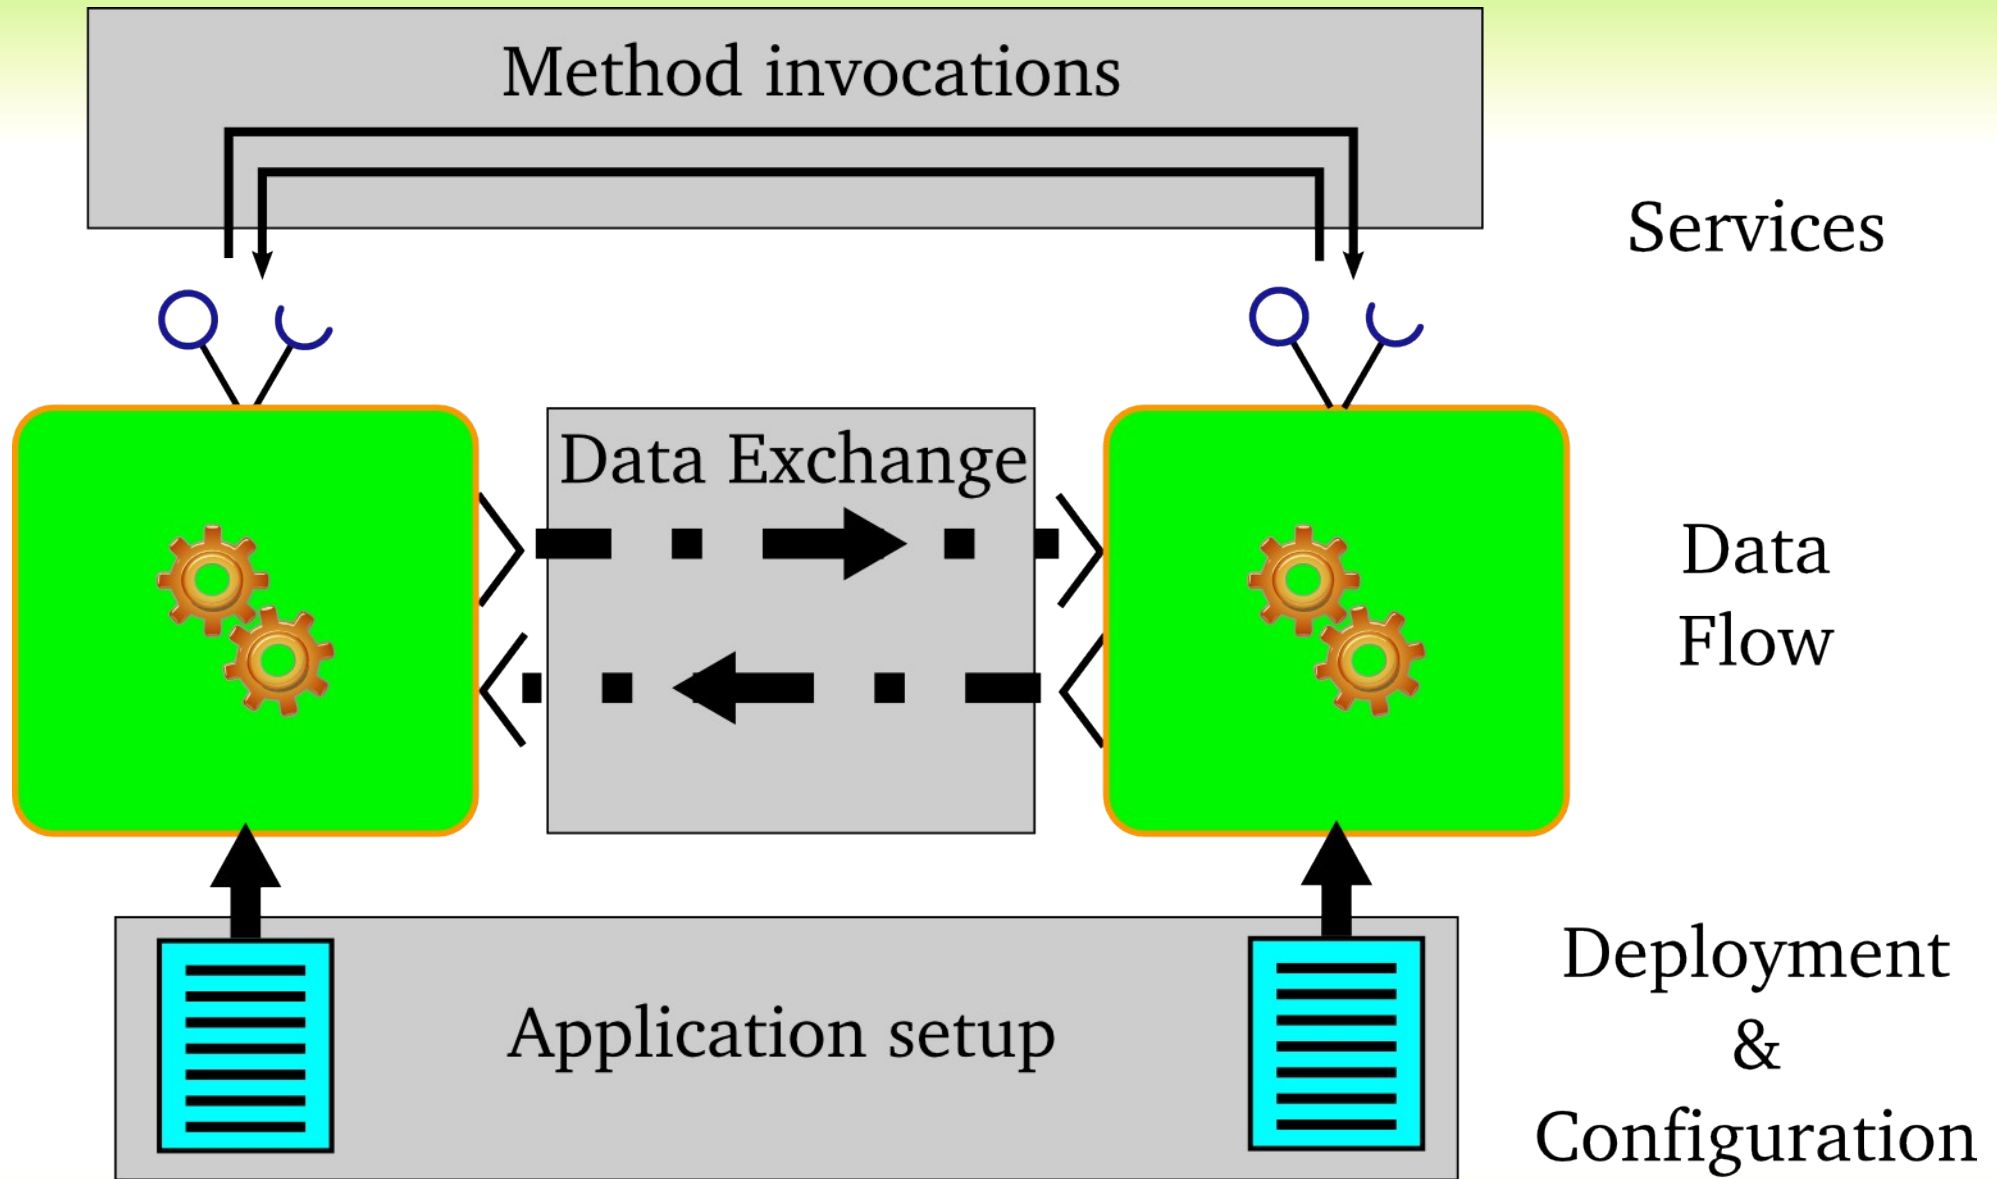 Method invocations
Services
Data Exchange
Data
Flow
Application setup
Deployment
&
Configuration